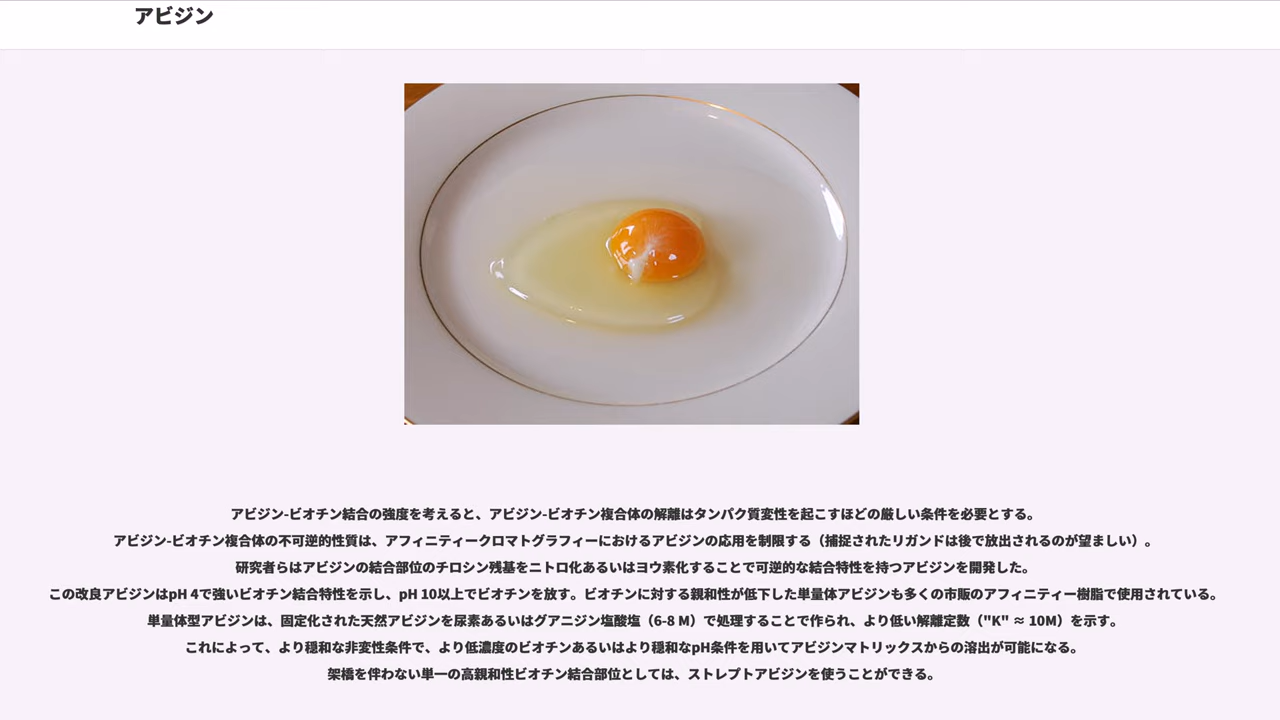 アビジン
アビジン-ビオチン結合の強度を考えると、アビジン-ビオチン複合体の解離はタンパク質変性を起こすほどの厳しい条件を必要とする。
アビジン-ビオチン複合体の不可逆的性質は、アフィニティークロマトグラフィーにおけるアビジンの応用を制限する（捕捉されたリガンドは後で放出されるのが望ましい）。
研究者らはアビジンの結合部位のチロシン残基をニトロ化あるいはヨウ素化することで可逆的な結合特性を持つアビジンを開発した。
この改良アビジンはpH 4で強いビオチン結合特性を示し、pH 10以上でビオチンを放す。ビオチンに対する親和性が低下した単量体アビジンも多くの市販のアフィニティー樹脂で使用されている。
単量体型アビジンは、固定化された天然アビジンを尿素あるいはグアニジン塩酸塩（6-8 M）で処理することで作られ、より低い解離定数（"K" ≈ 10M）を示す。
これによって、より穏和な非変性条件で、より低濃度のビオチンあるいはより穏和なpH条件を用いてアビジンマトリックスからの溶出が可能になる。
架橋を伴わない単一の高親和性ビオチン結合部位としては、ストレプトアビジンを使うことができる。